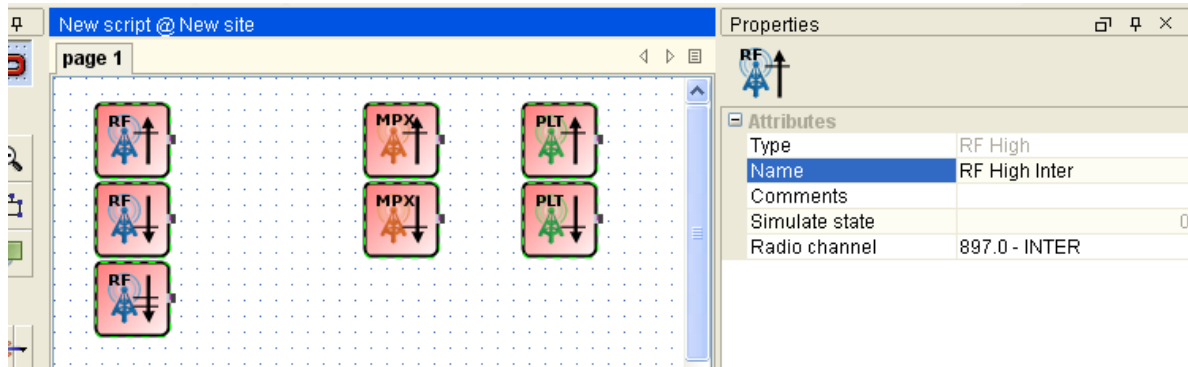 New script @ New site
page 1
RF MPX PLT
RF MPX PLT
RF
Properties
RF
Attributes
Type RF High
Name RF High Inter
Comments
Simulate state 0
Radio channel 897.0 - INTER